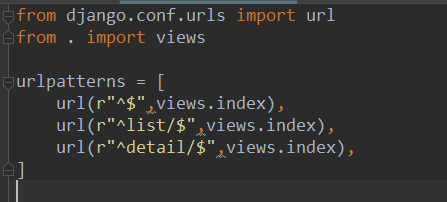 from django.conf.urls import url
from . import views
urlpatterns = [
    url(r"^$",views.index),
    url(r"^list/$",views.index),
    url(r"^detail/$",views.index),
]